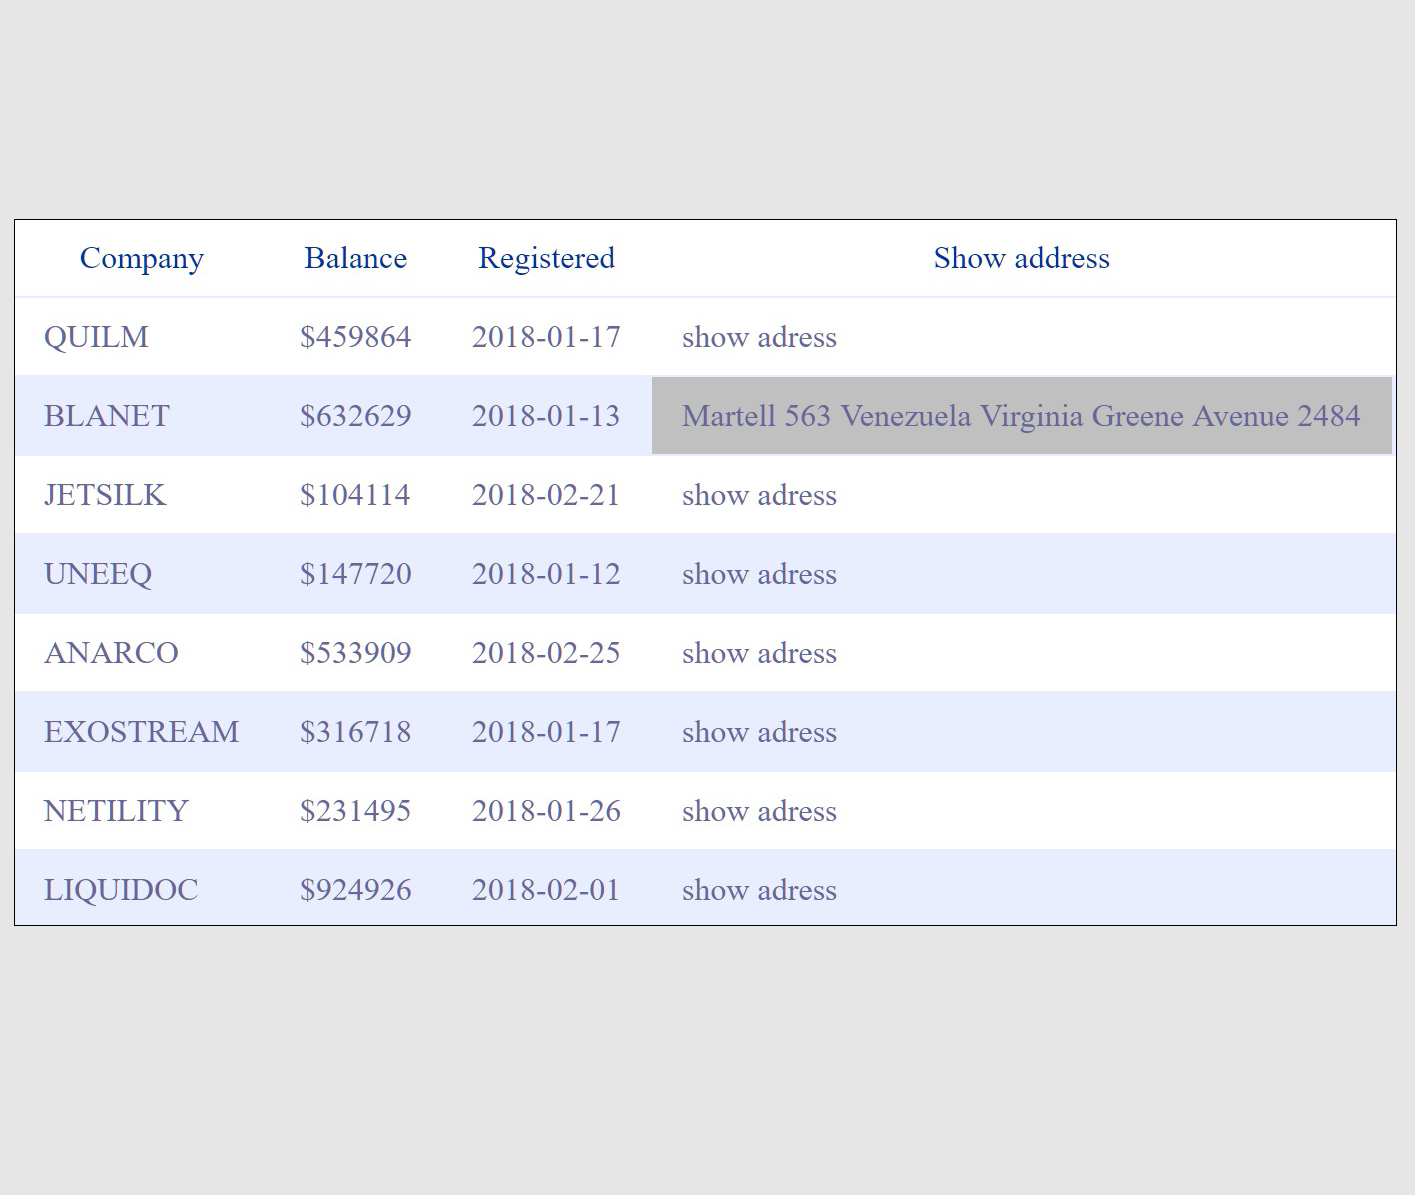 Company Balance Registered Show address
QUILM $459864 2018-01-17 show adress
BLANET $632629 2018-01-13 Martell 563 Venezuela Virginia Greene Avenue 2484
JETSILK $104114 2018-02-21 show adress
UNEEQ $147720 2018-01-12 show adress
ANARCO $533909 2018-02-25 show adress
EXOSTREAM $316718 2018-01-17 show adress
NETILITY $231495 2018-01-26 show adress
LIQUIDOC $924926 2018-02-01 show adress